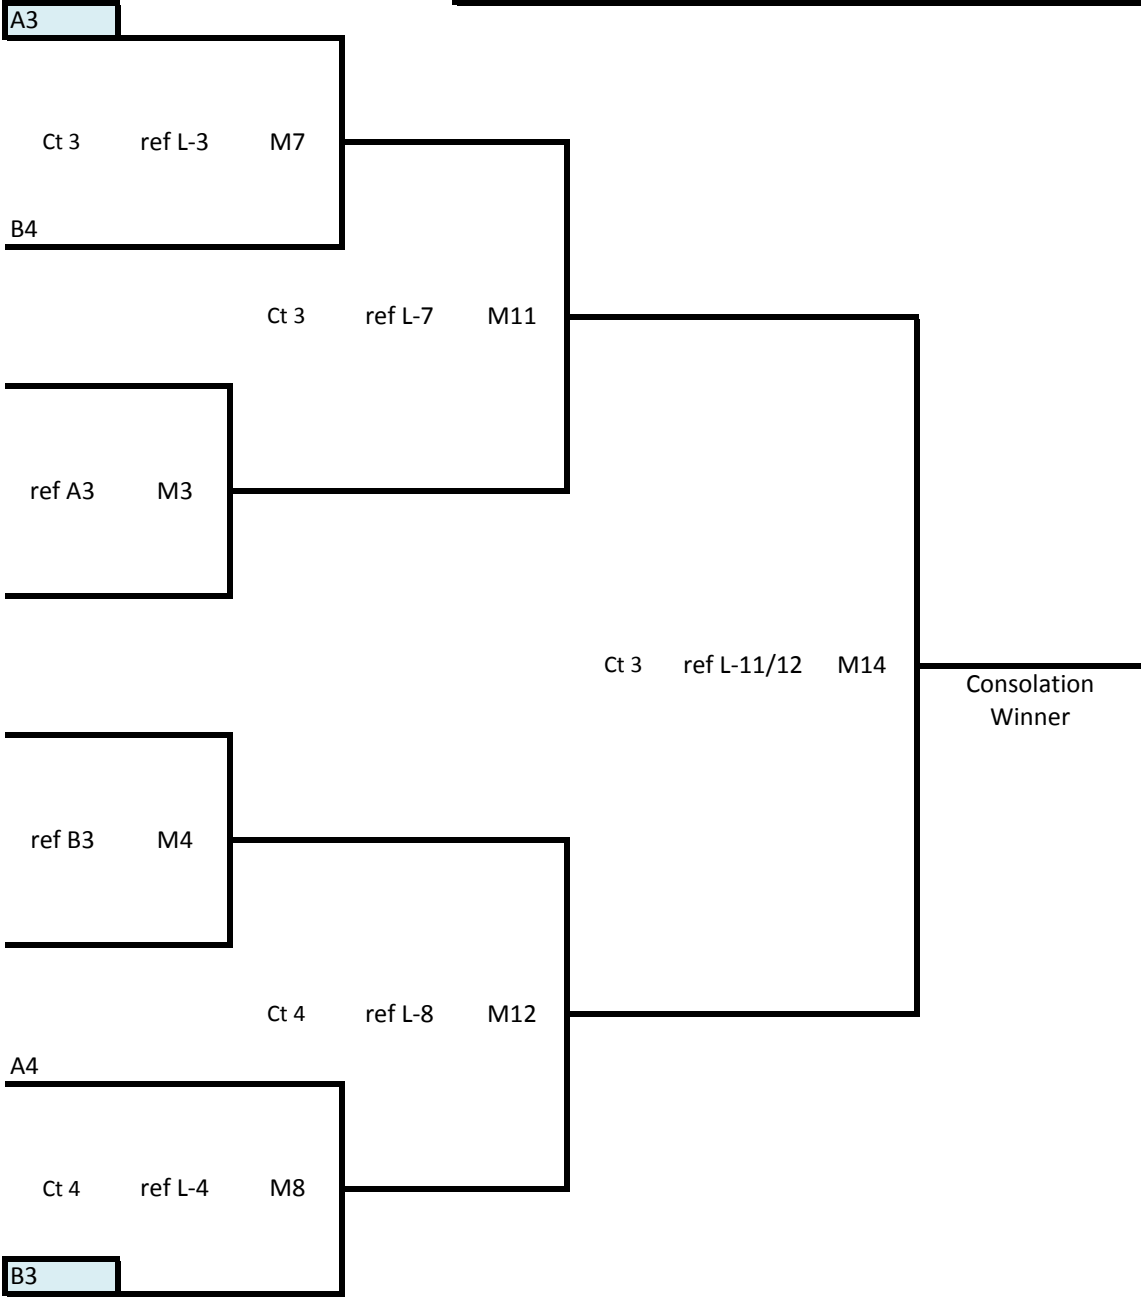 A3
Ct 3 ref L-3 M7
B4
Ct 3 ref L-7 M11
ref A3 M3
Ct 3 ref L-11/12 M14
Consolation
Winner
ref B3 M4
Ct 4 ref L-8 M12
A4
Ct 4 ref L-4 M8
B3